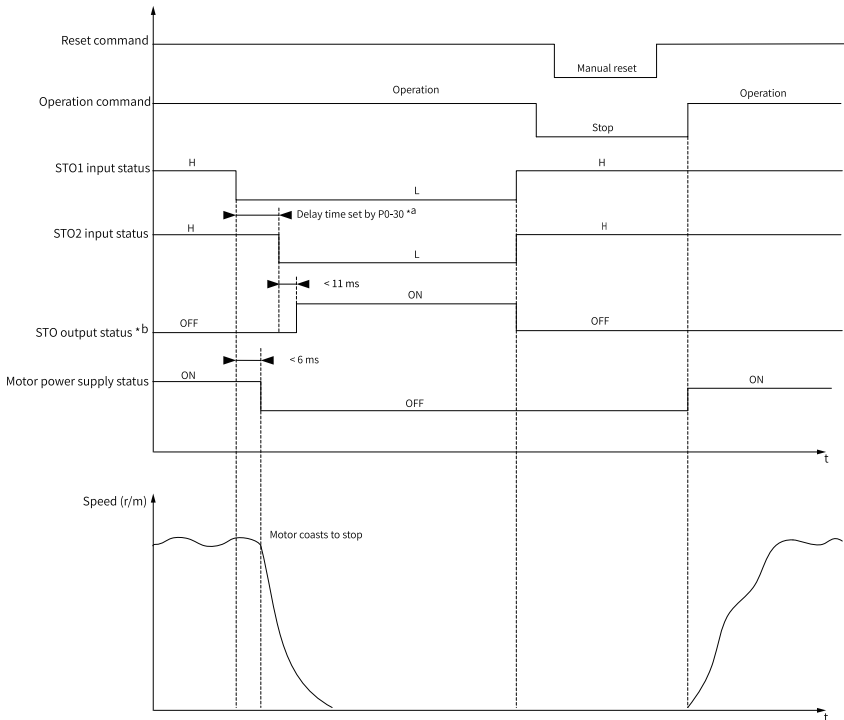 Reset command
Manual reset
Operation command
Operation
Operation
Stop
STO1 input status
H
H
L
Delay time set by P0-30 *a
STO2 input status
H
H
L
< 11 ms
ON
STO output status *b
OFF
OFF
< 6 ms
Motor power supply status
ON
ON
OFF
t
Speed (r/m)
Motor coasts to stop
t